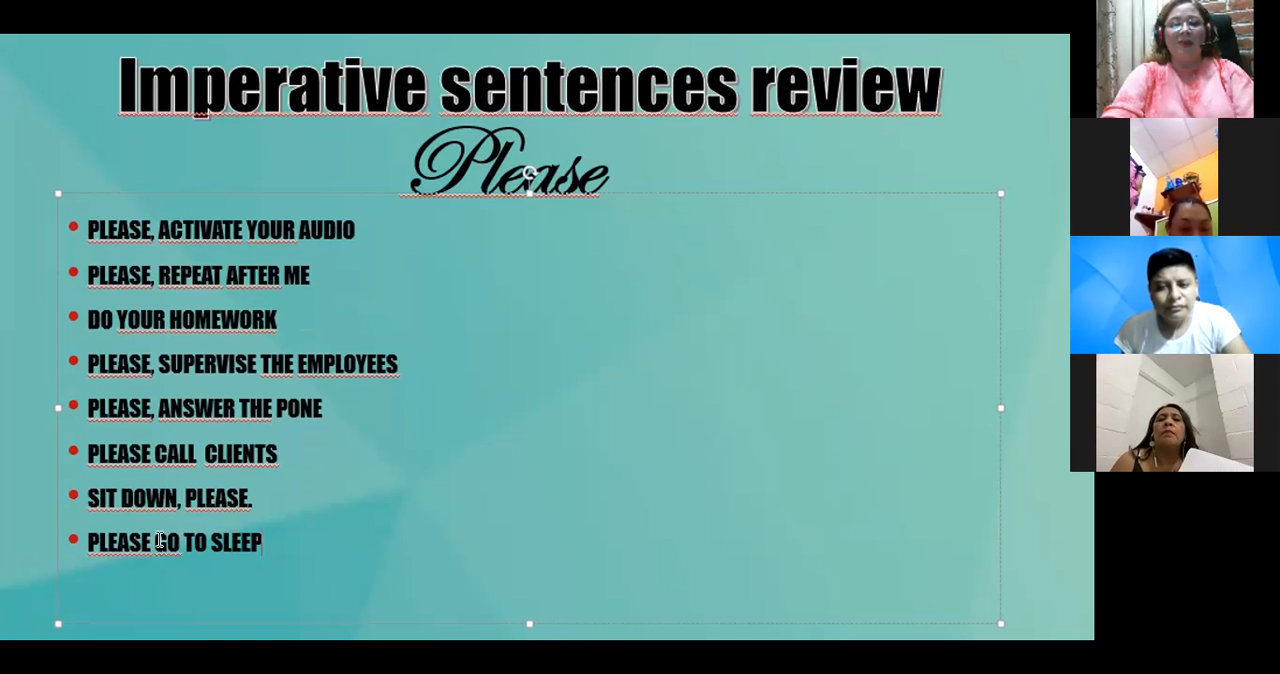 Imperative sentences review
Please
PLEASE, ACTIVATE YOUR AUDIO
PLEASE, REPEAT AFTER ME
DO YOUR HOMEWORK
PLEASE, SUPERVISE THE EMPLOYEES
PLEASE, ANSWER THE PONE
PLEASE CALL  CLIENTS
SIT DOWN, PLEASE.
PLEASE GO TO SLEEP